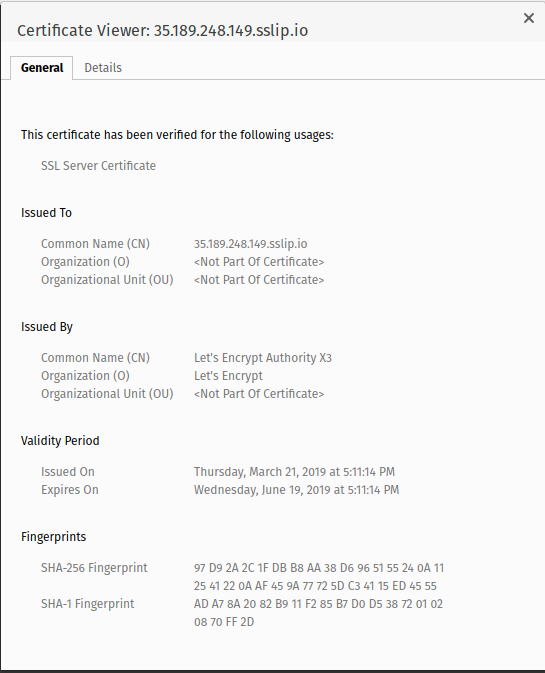 Certificate Viewer: 35.189.248.149.sslip.io
General Details
This certificate has been verified for the following usages:
SSL Server Certificate
Issued To
Common Name (CN) 35.189.248.149.sslip.io
Organization (O) <Not Part Of Certificate>
Organizational Unit (OU) <Not Part Of Certificate>
Issued By
Common Name (CN) Let's Encrypt Authority X3
Organization (O) Let's Encrypt
Organizational Unit (OU) <Not Part Of Certificate>
Validity Period
Issued On Thursday, March 21, 2019 at 5:11:14 PM
Expires On Wednesday, June 19, 2019 at 5:11:14 PM
Fingerprints
SHA-256 Fingerprint 97 D9 2A 2C 1F DB B8 AA 38 D6 96 51 55 24 0A 11
25 41 22 0A AF 45 9A 77 72 5D C3 41 15 ED 45 55
SHA-1 Fingerprint AD A7 8A 20 82 B9 11 F2 85 B7 D0 D5 38 72 01 02
08 70 FF 2D